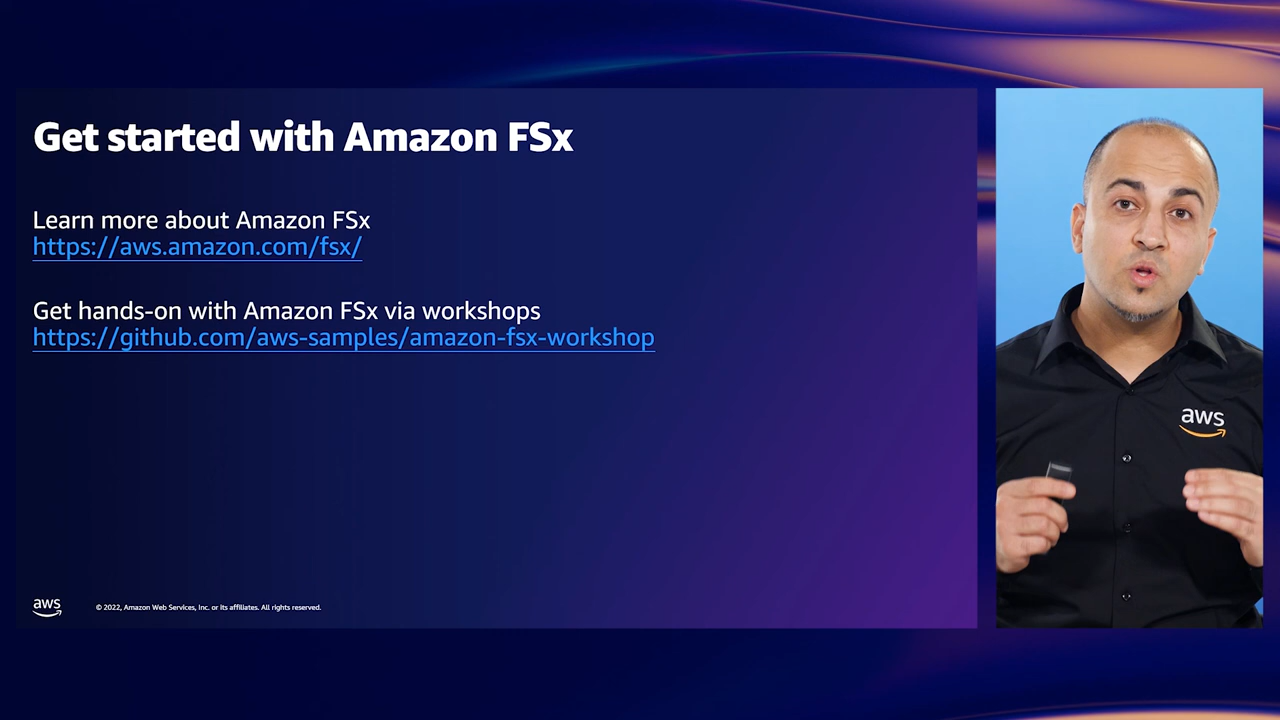 Get started with Amazon FSx
Learn more about Amazon FSx
https://aws.amazon.com/fsx/
Get hands-on with Amazon FSx via workshops
https://github.com/aws-samples/amazon-fsx-workshop
aws
aws
© 2022, Amazon Web Services, Inc. or its affiliates. All rights reserved.